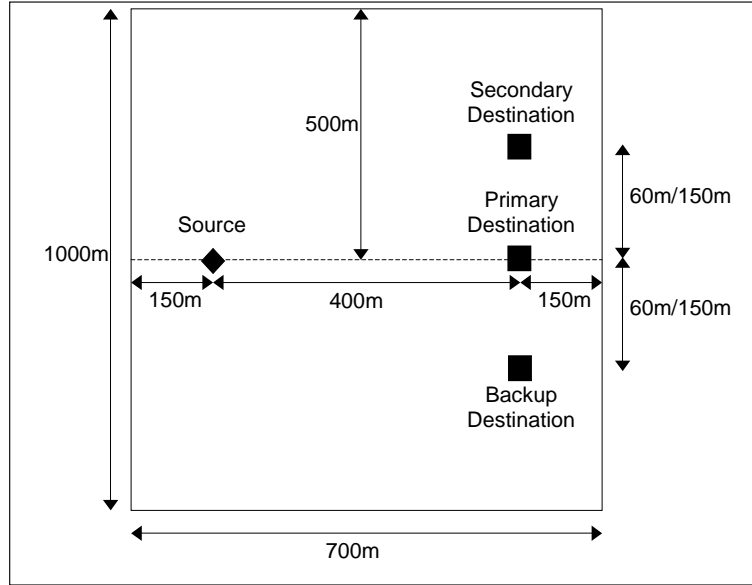 Secondary
Destination
500m
60m/150m
Primary
Destination
Source
1000m
150m
400m
150m
60m/150m
Backup
Destination
700m